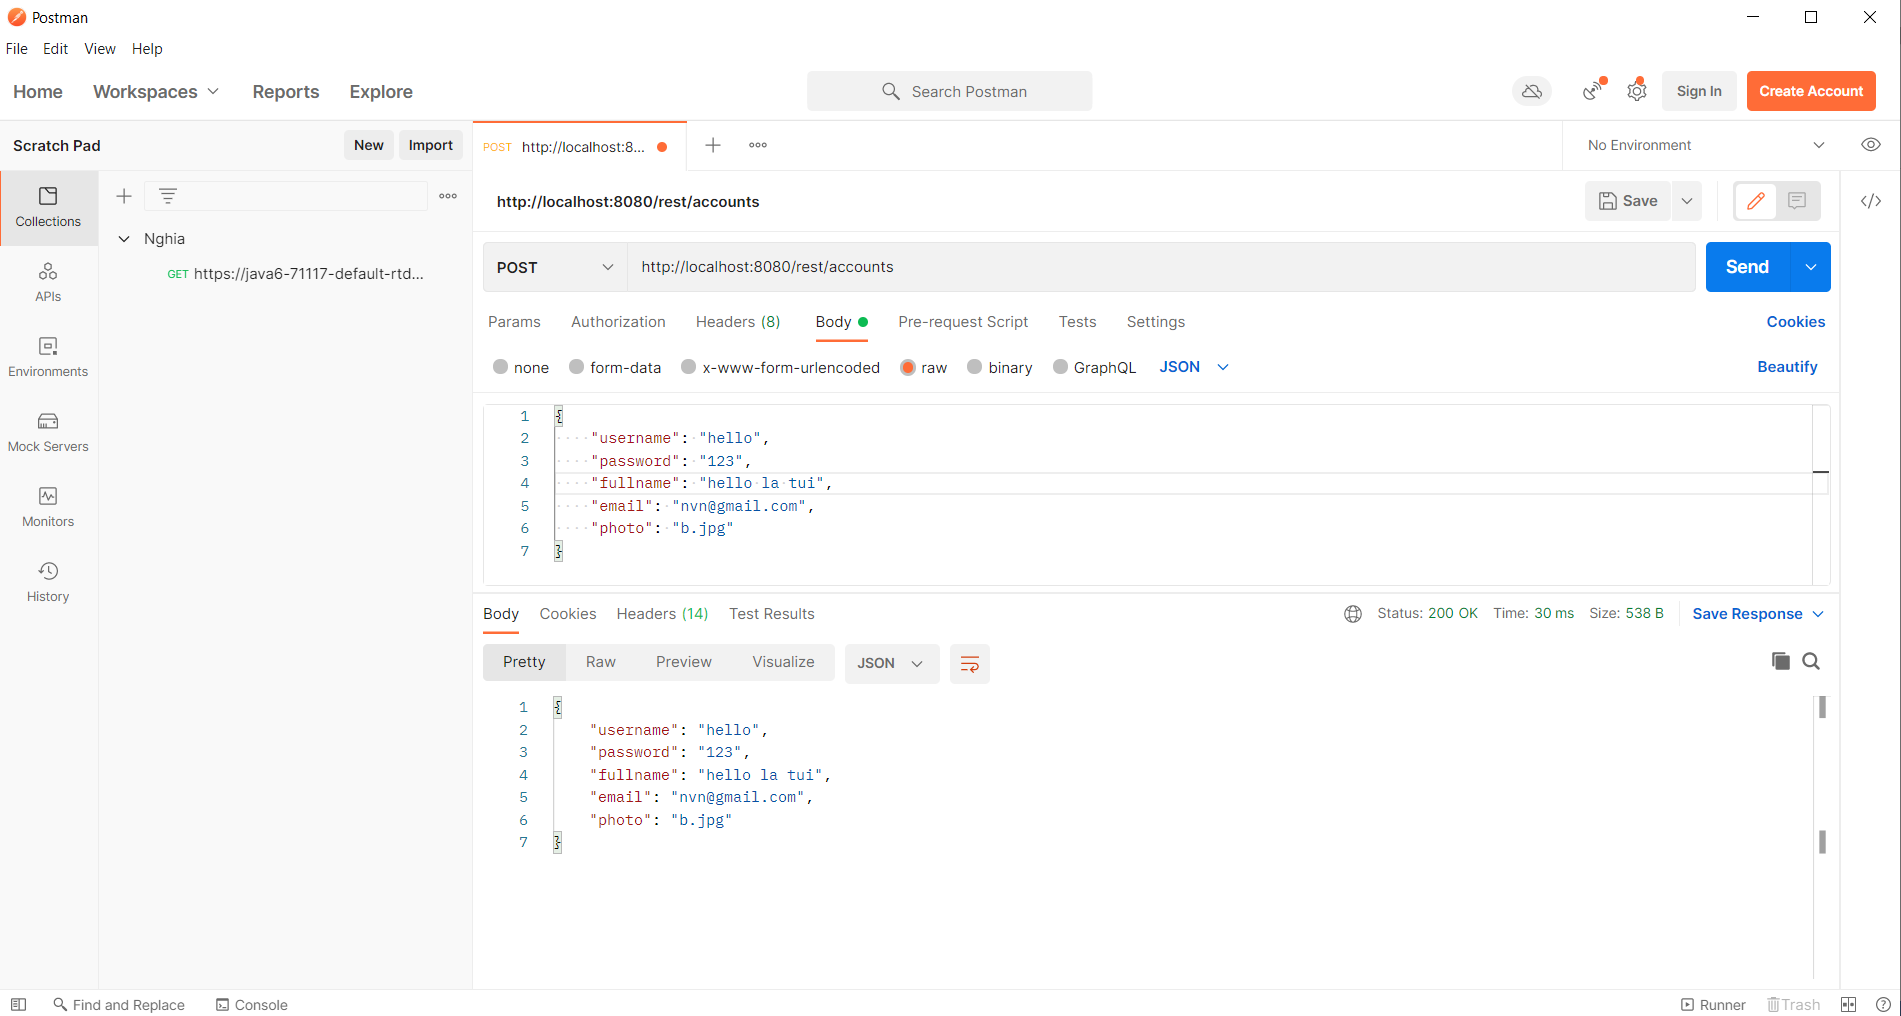 Postman
File Edit View Help
Home Workspaces Reports Explore Search Postman Sign In Create Account
Scratch Pad New Import POST http://localhost:8... No Environment
Collections
APIs
Environments
Mock Servers
Monitors
History
Nghia
GET https://java6-71117-default-rtd...
http://localhost:8080/rest/accounts Save
POST http://localhost:8080/rest/accounts Send
Params Authorization Headers (8) Body Pre-request Script Tests Settings Cookies
none form-data x-www-form-urlencoded raw binary GraphQL JSON Beautify
1 {
2 "username": "hello",
3 "password": "123",
4 "fullname": "hello la tui",
5 "email": "nvn@gmail.com",
6 "photo": "b.jpg"
7 }
Body Cookies Headers (14) Test Results Status: 200 OK Time: 30 ms Size: 538 B Save Response
Pretty Raw Preview Visualize JSON
1 {
2 "username": "hello",
3 "password": "123",
4 "fullname": "hello la tui",
5 "email": "nvn@gmail.com",
6 "photo": "b.jpg"
7 }
Find and Replace Console Runner Trash